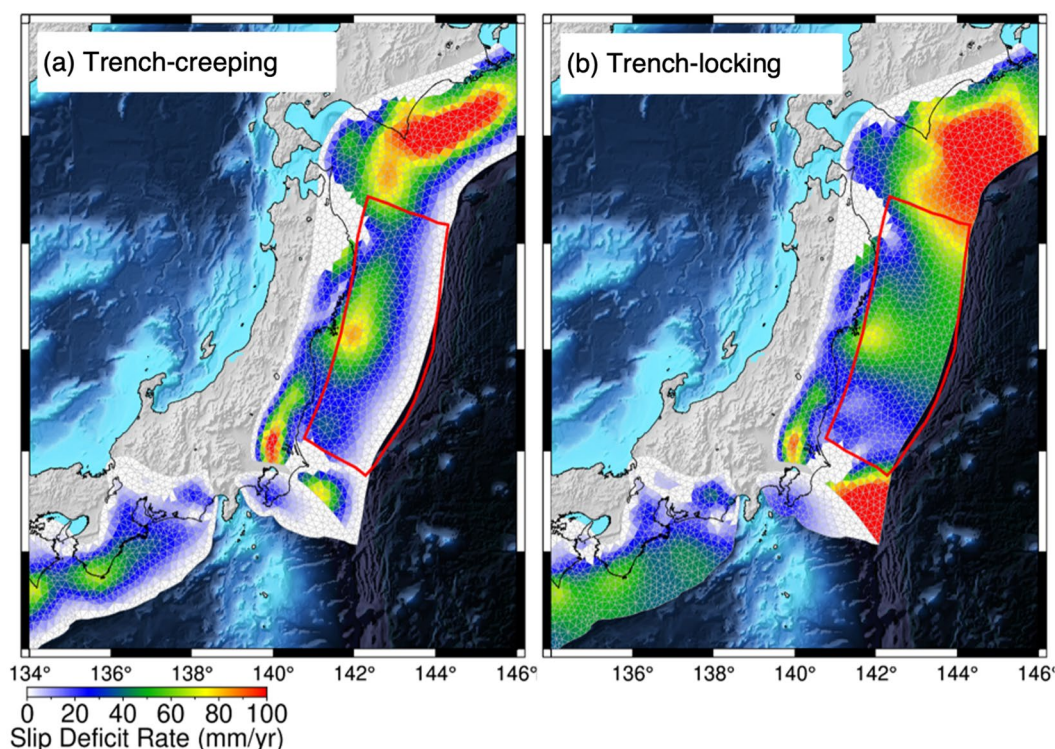 (a) Trench-creeping
(b) Trench-locking
134 136° 138° 140° 142° 144° 146°
136° 138° 140° 142° 144° 146°
0 20 40 60 80 100
Slip Deficit Rate (mm/yr)